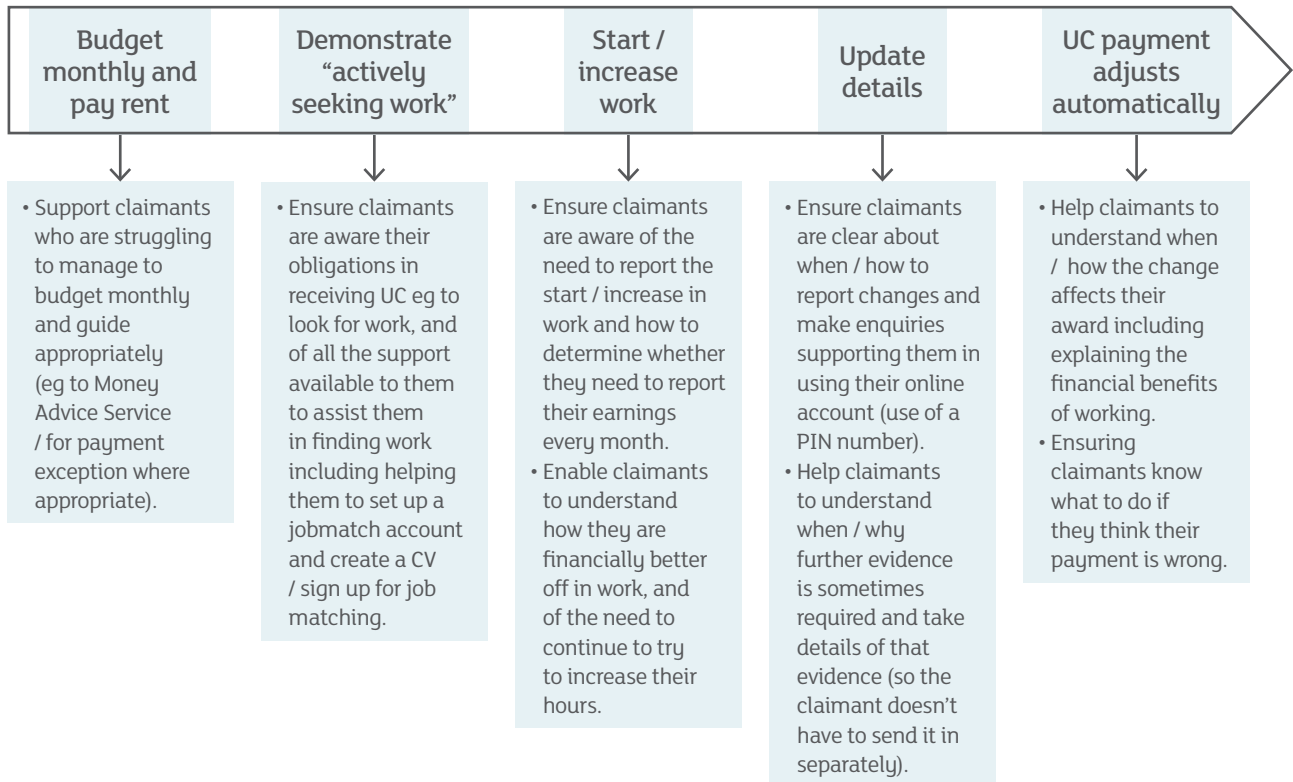 Budget
monthly and
pay rent
Demonstrate
“actively
seeking work”
Start /
increase
work
Update
details
UC payment
adjusts
automatically
• Support claimants
who are struggling
to manage to
budget monthly
and guide
appropriately
(eg to Money
Advice Service
/ for payment
exception where
appropriate).
• Ensure claimants
are aware their
obligations in
receiving UC eg to
look for work, and
of all the support
available to them
to assist them
in finding work
including helping
them to set up a
jobmatch account
and create a CV
/ sign up for job
matching.
• Ensure claimants
are aware of the
need to report the
start / increase in
work and how to
determine whether
they need to report
their earnings
every month.
• Enable claimants
to understand
how they are
financially better
off in work, and
of the need to
continue to try
to increase their
hours.
• Ensure claimants
are clear about
when / how to
report changes and
make enquiries
supporting them in
using their online
account (use of a
PIN number).
• Help claimants
to understand
when / why
further evidence
is sometimes
required and take
details of that
evidence (so the
claimant doesn’t
have to send it in
separately).
• Help claimants to
understand when
/ how the change
affects their
award including
explaining the
financial benefits
of working.
• Ensuring
claimants know
what to do if
they think their
payment is wrong.